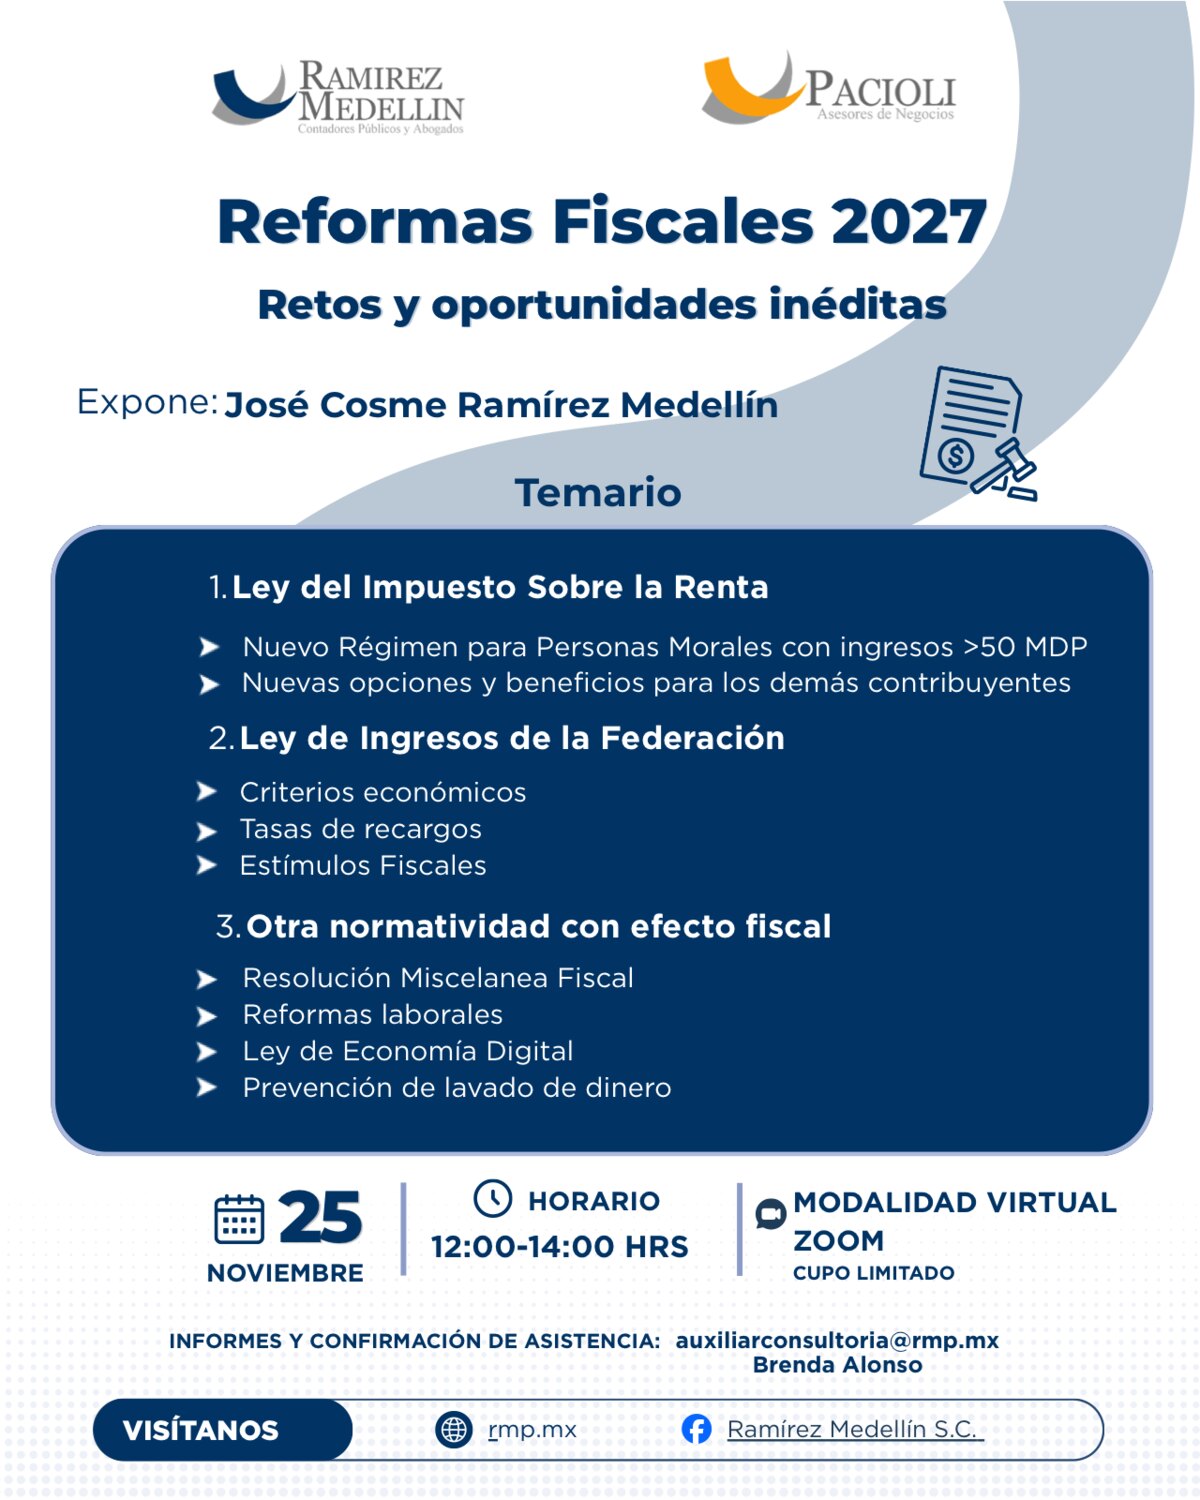 RAMIREZ
MEDELLIN
Contadores Públicos y Abogados
PACIOLI
Asesores de Negocios
Reformas Fiscales 2027
Retos y oportunidades inéditas
Expone: José Cosme Ramírez Medellín
$
Temario
1. Ley del Impuesto Sobre la Renta
Nuevo Régimen para Personas Morales con ingresos >50 MDP
Nuevas opciones y beneficios para los demás contribuyentes
2. Ley de Ingresos de la Federación
Criterios económicos
Tasas de recargos
Estímulos Fiscales
3. Otra normatividad con efecto fiscal
Resolución Miscelanea Fiscal
Reformas laborales
Ley de Economía Digital
Prevención de lavado de dinero
25
NOVIEMBRE
HORARIO
12:00-14:00 HRS
MODALIDAD VIRTUAL
ZOOM
CUPO LIMITADO
INFORMES Y CONFIRMACIÓN DE ASISTENCIA: auxiliarconsultoria@rmp.mx
Brenda Alonso
VISÍTANOS
rmp.mx
Ramírez Medellín S.C.